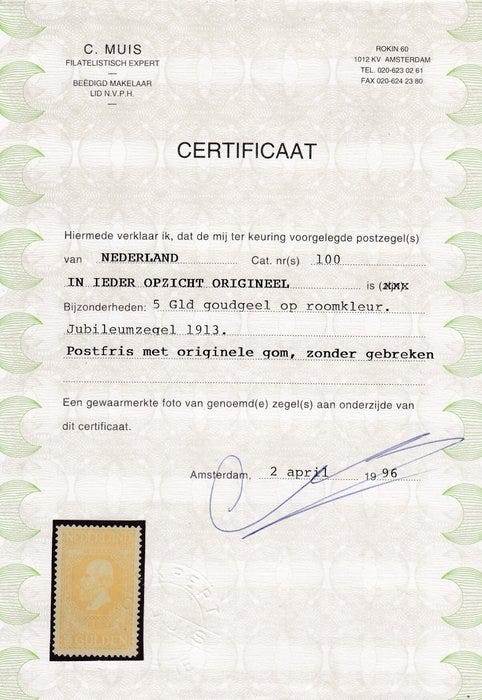 C. MUIS
FILATELISTISCH EXPERT
BEËDIGD MAKELAAR
LID N.V.P.H.
ROKIN 60
1012 KV AMSTERDAM
TEL. 020-623 02 61
FAX 020-624 23 80
CERTIFICAAT
Hiermede verklaar ik, dat de mij ter keuring voorgelegde postzegel(s)
van NEDERLAND Cat. nr(s) 100
IN IEDER OPZICHT ORIGINEEL is
Bijzonderheden: 5 Gld goudgeel op roomkleur.
Jubileumzegel 1913.
Postfris met originele gom, zonder gebreken
Een gewaarmerkte foto van genoemd(e) zegel(s) aan onderzijde van
dit certificaat.
Amsterdam, 2 april 1996
NEDERLAND
GULDEN